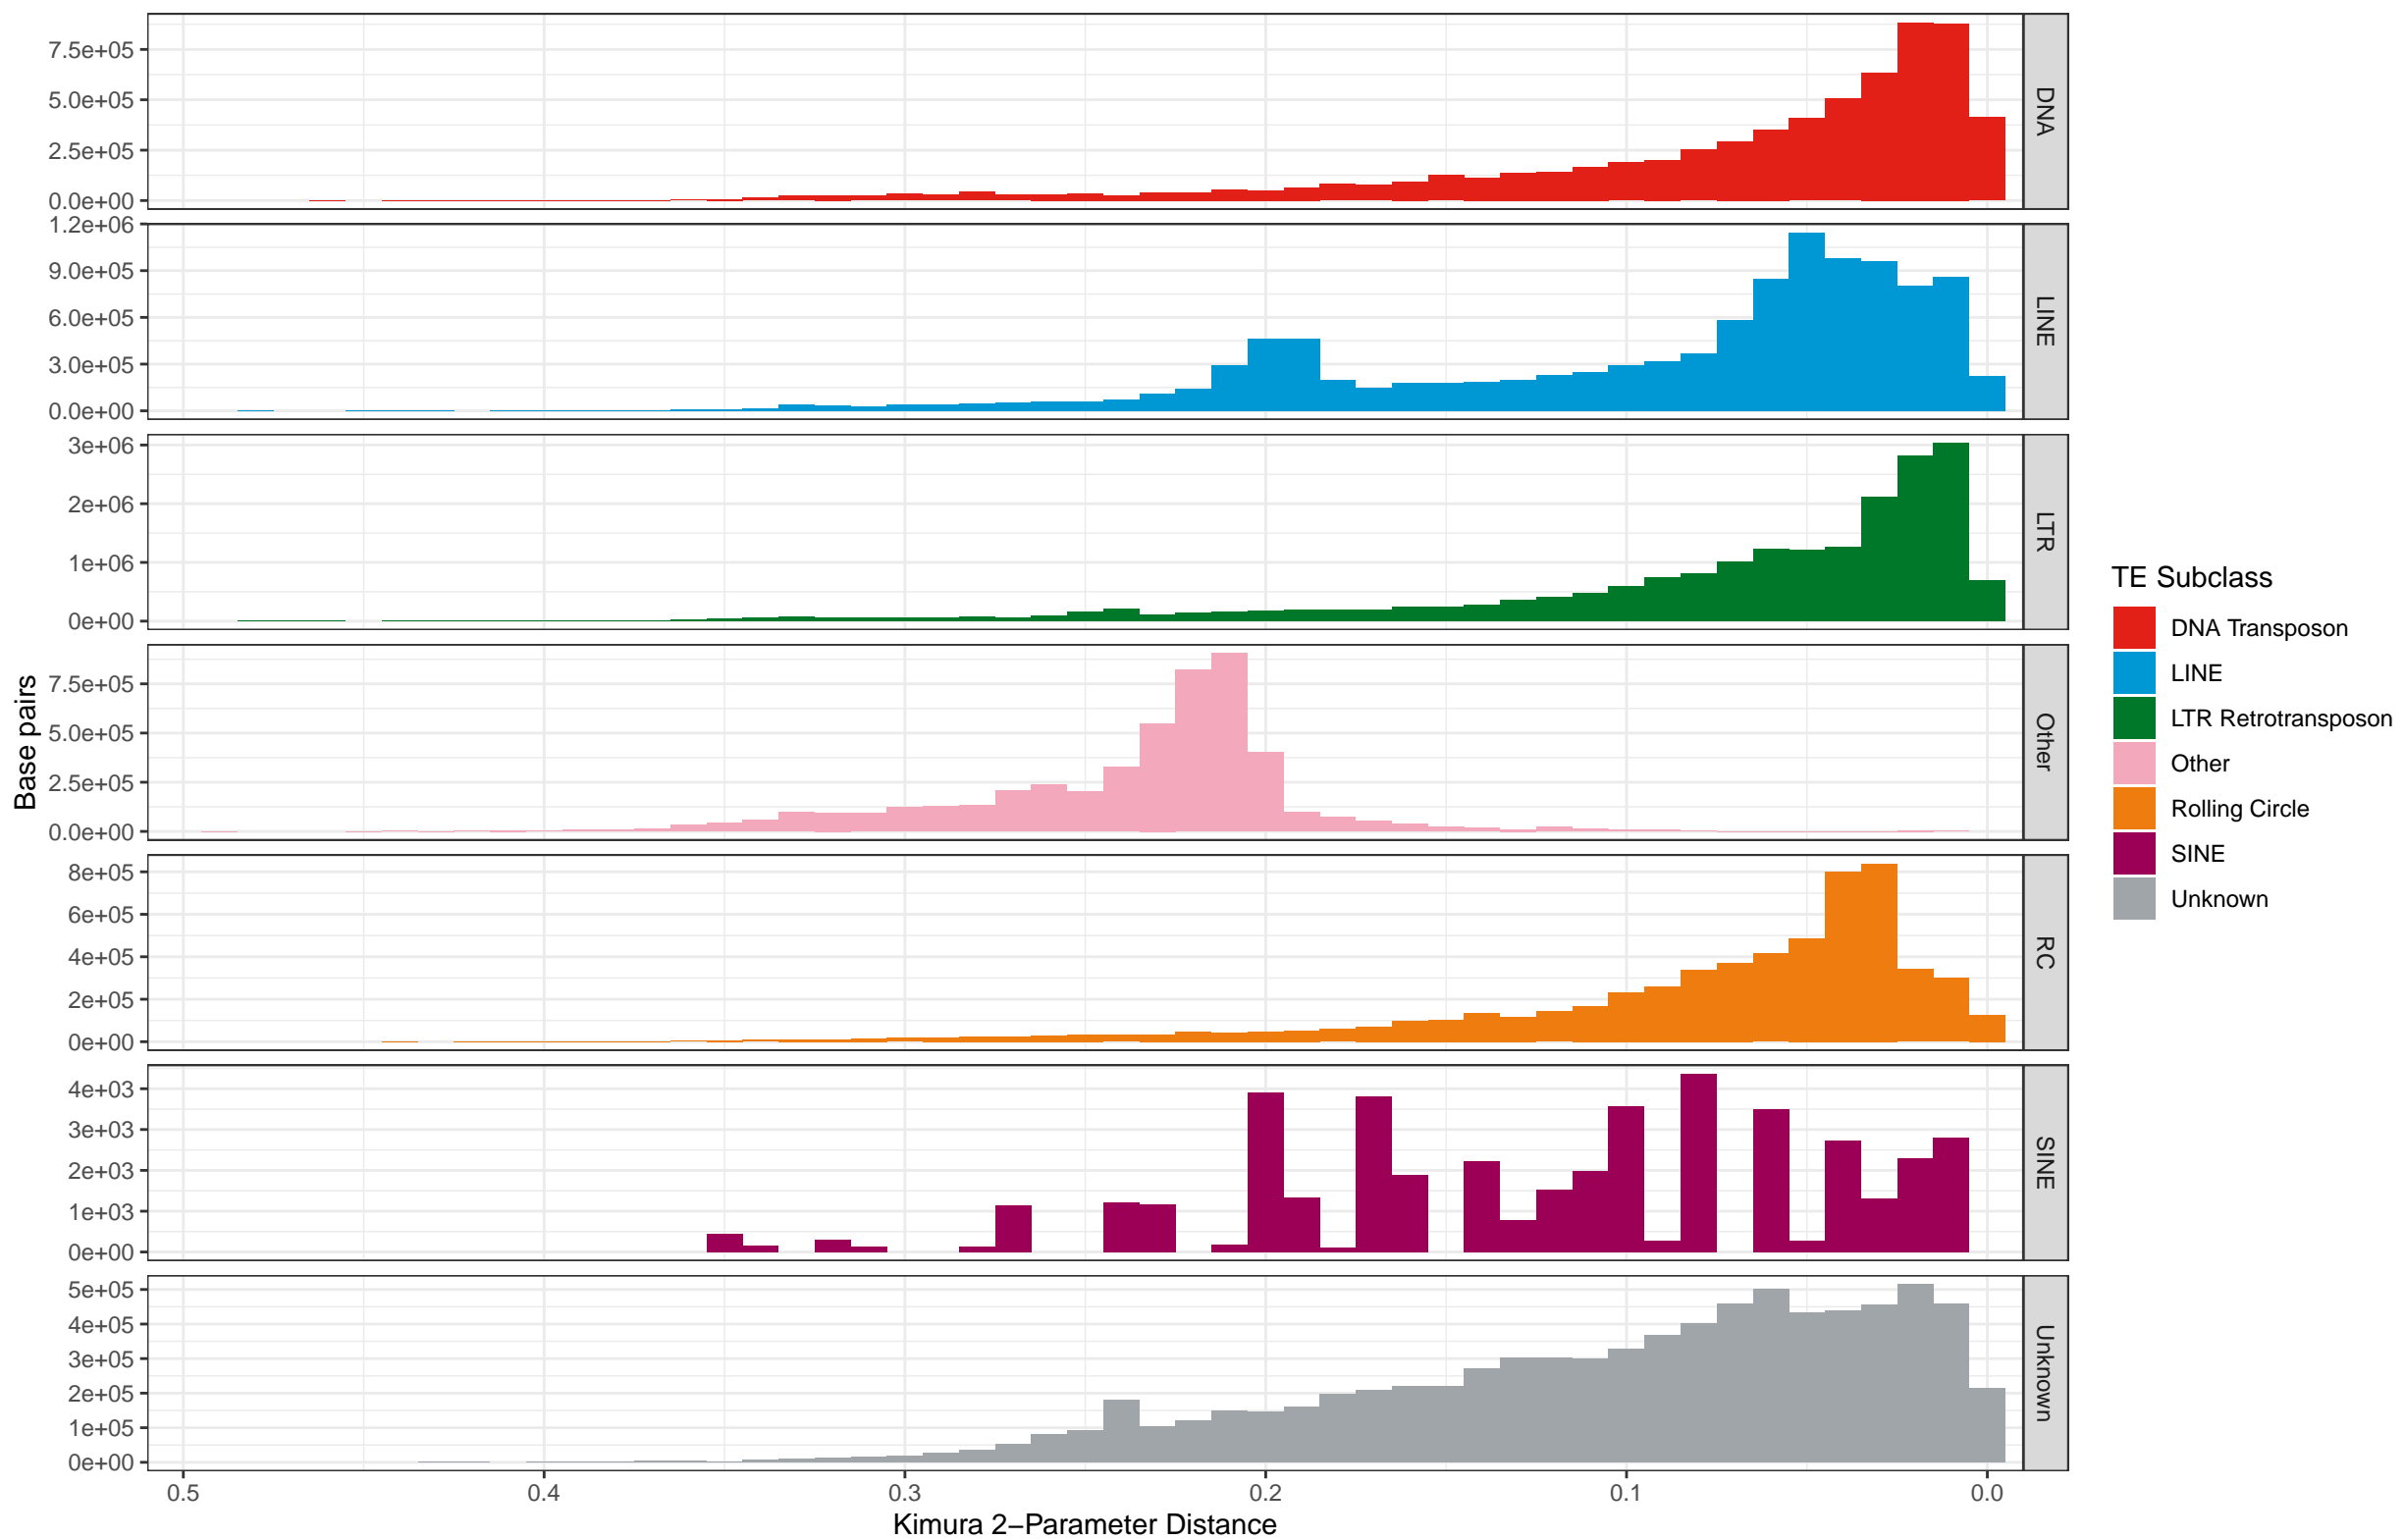 7.5e+05
5.0e+05
2.5e+05
0.0e+00
DNA
1.2e+06
9.0e+05
6.0e+05
3.0e+05
0.0e+00
LINE
3e+06
2e+06
1e+06
0e+00
LTR
Base pairs
7.5e+05
5.0e+05
2.5e+05
0.0e+00
Other
8e+05
6e+05
4e+05
2e+05
0e+00
RC
4e+03
3e+03
2e+03
1e+03
0e+00
SINE
5e+05
4e+05
3e+05
2e+05
1e+05
0e+00
Unknown
0.5 0.4 0.3 0.2 0.1 0.0
Kimura 2−Parameter Distance
TE Subclass
DNA Transposon
LINE
LTR Retrotransposon
Other
Rolling Circle
SINE
Unknown